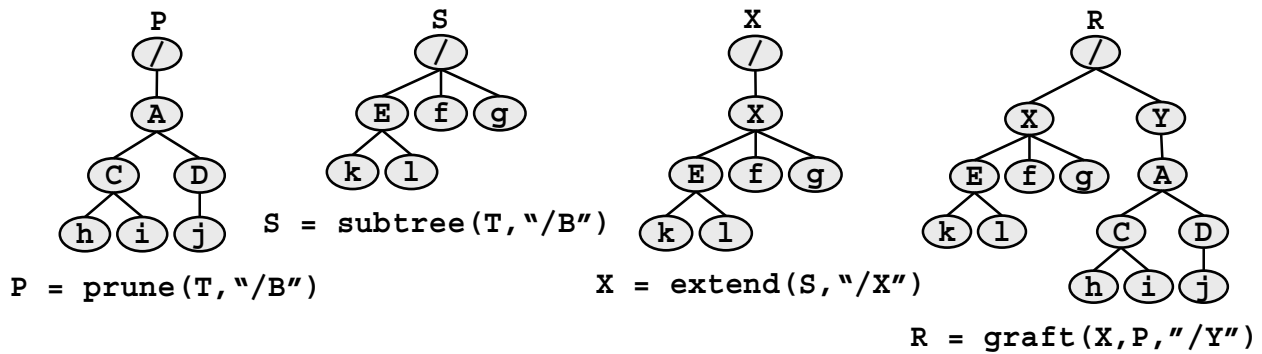 P
/
A
C D
h i j
P = prune(T,“/B”)
S
/
E f g
k l
S = subtree(T,“/B”)
X
/
X
E f g
k l
X = extend(S,“/X”)
R
/
X Y
E f g A
k l C D
h i j
R = graft(X,P,”/Y”)